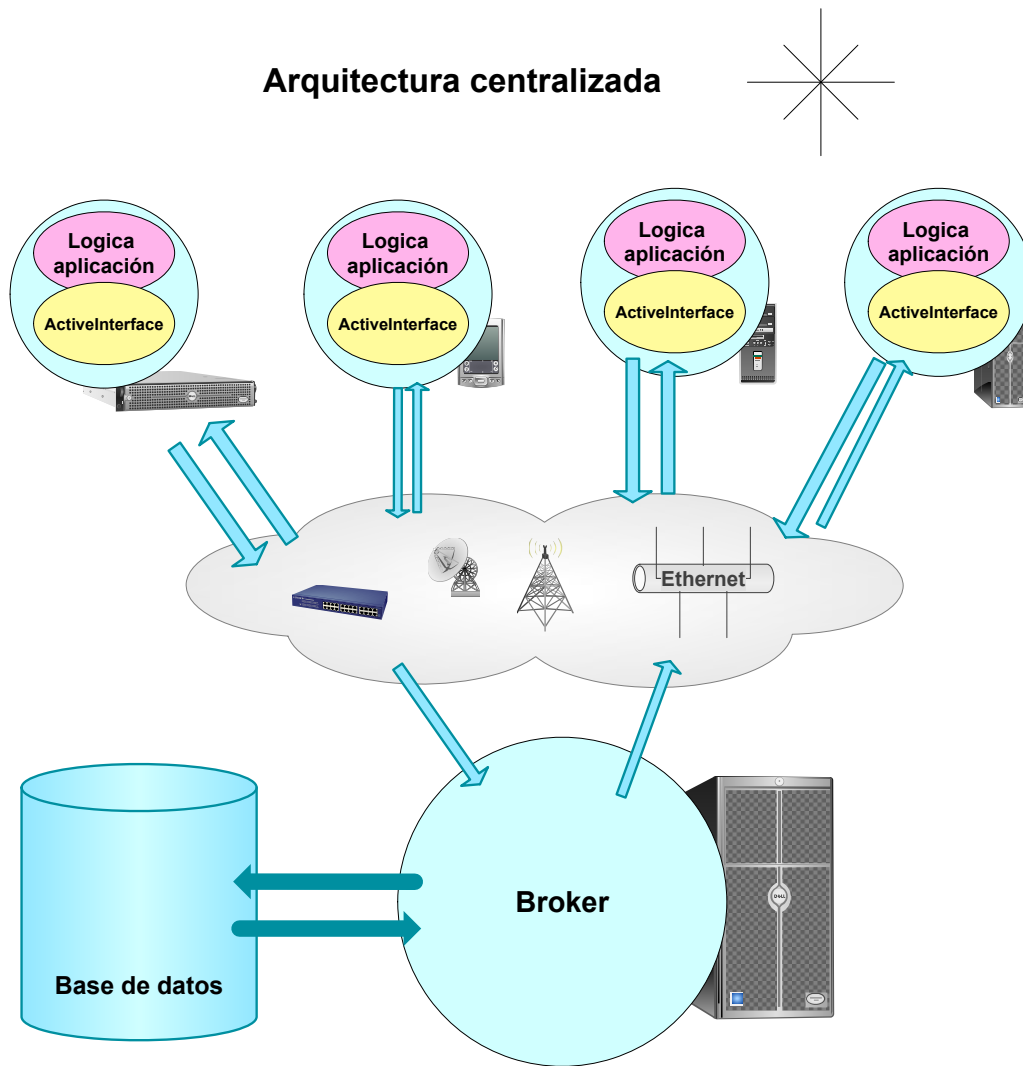 Arquitectura centralizada
Logica
aplicación
ActiveInterface
Logica
aplicación
ActiveInterface
Logica
aplicación
ActiveInterface
Logica
aplicación
ActiveInterface
Ethernet
Broker
Base de datos
DELL